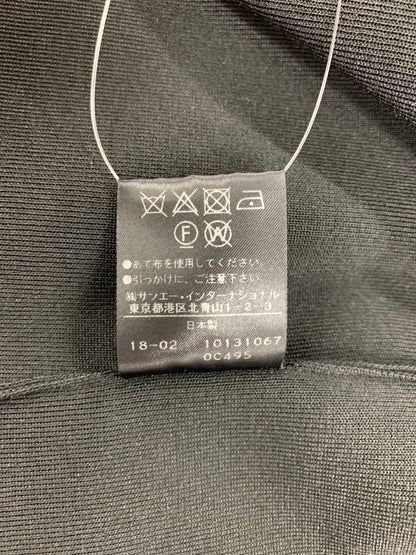 Ⓕ Ⓦ
●あて布を使用してください。
●引っかけに、ご注意下さい。
㈱サンエー・インターナショナル
東京都港区北青山1-2-3
日本製
18-02 10131067
0C495